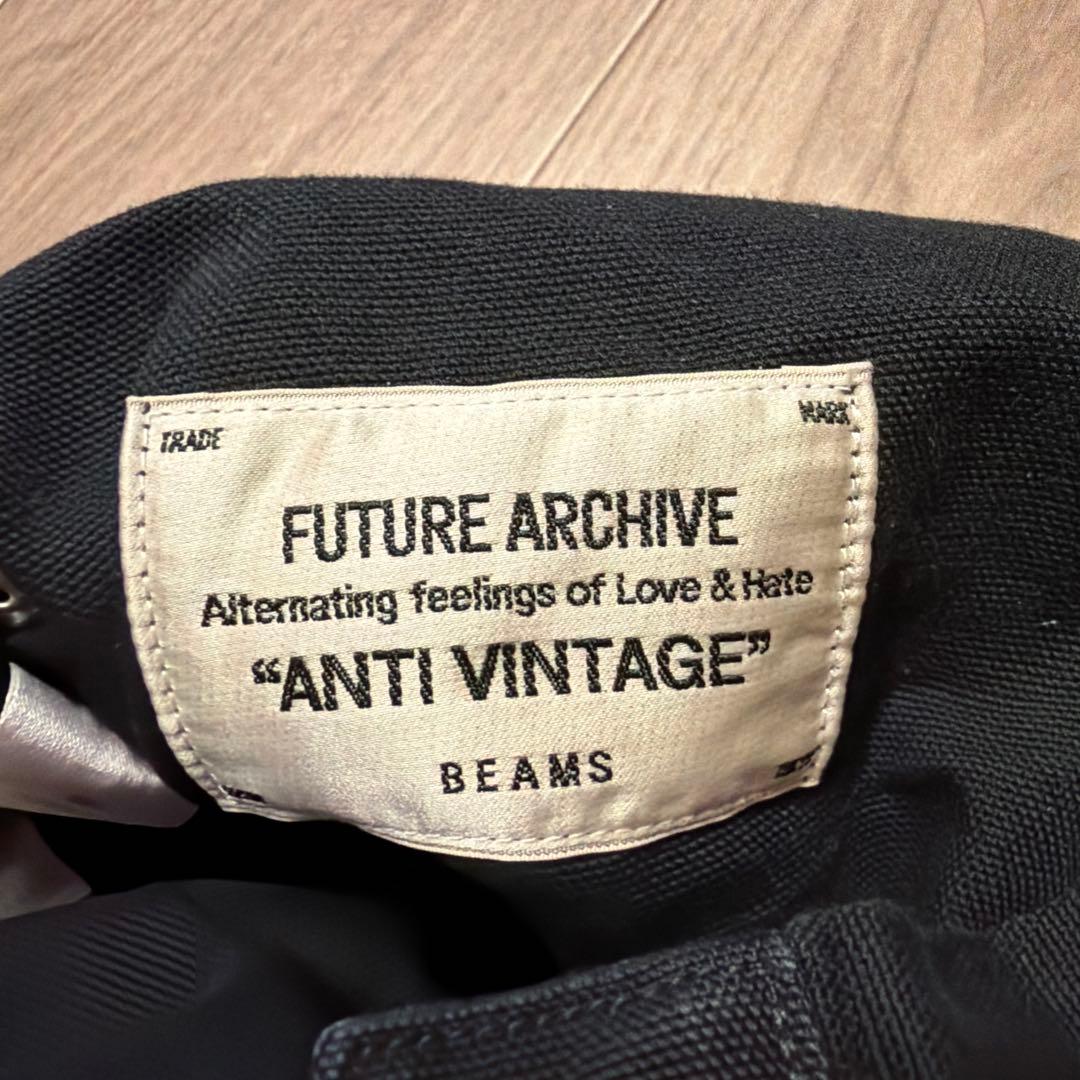 TRADE MARK
FUTURE ARCHIVE
Alternating feelings of Love & Hate
“ANTI VINTAGE”
BEAMS